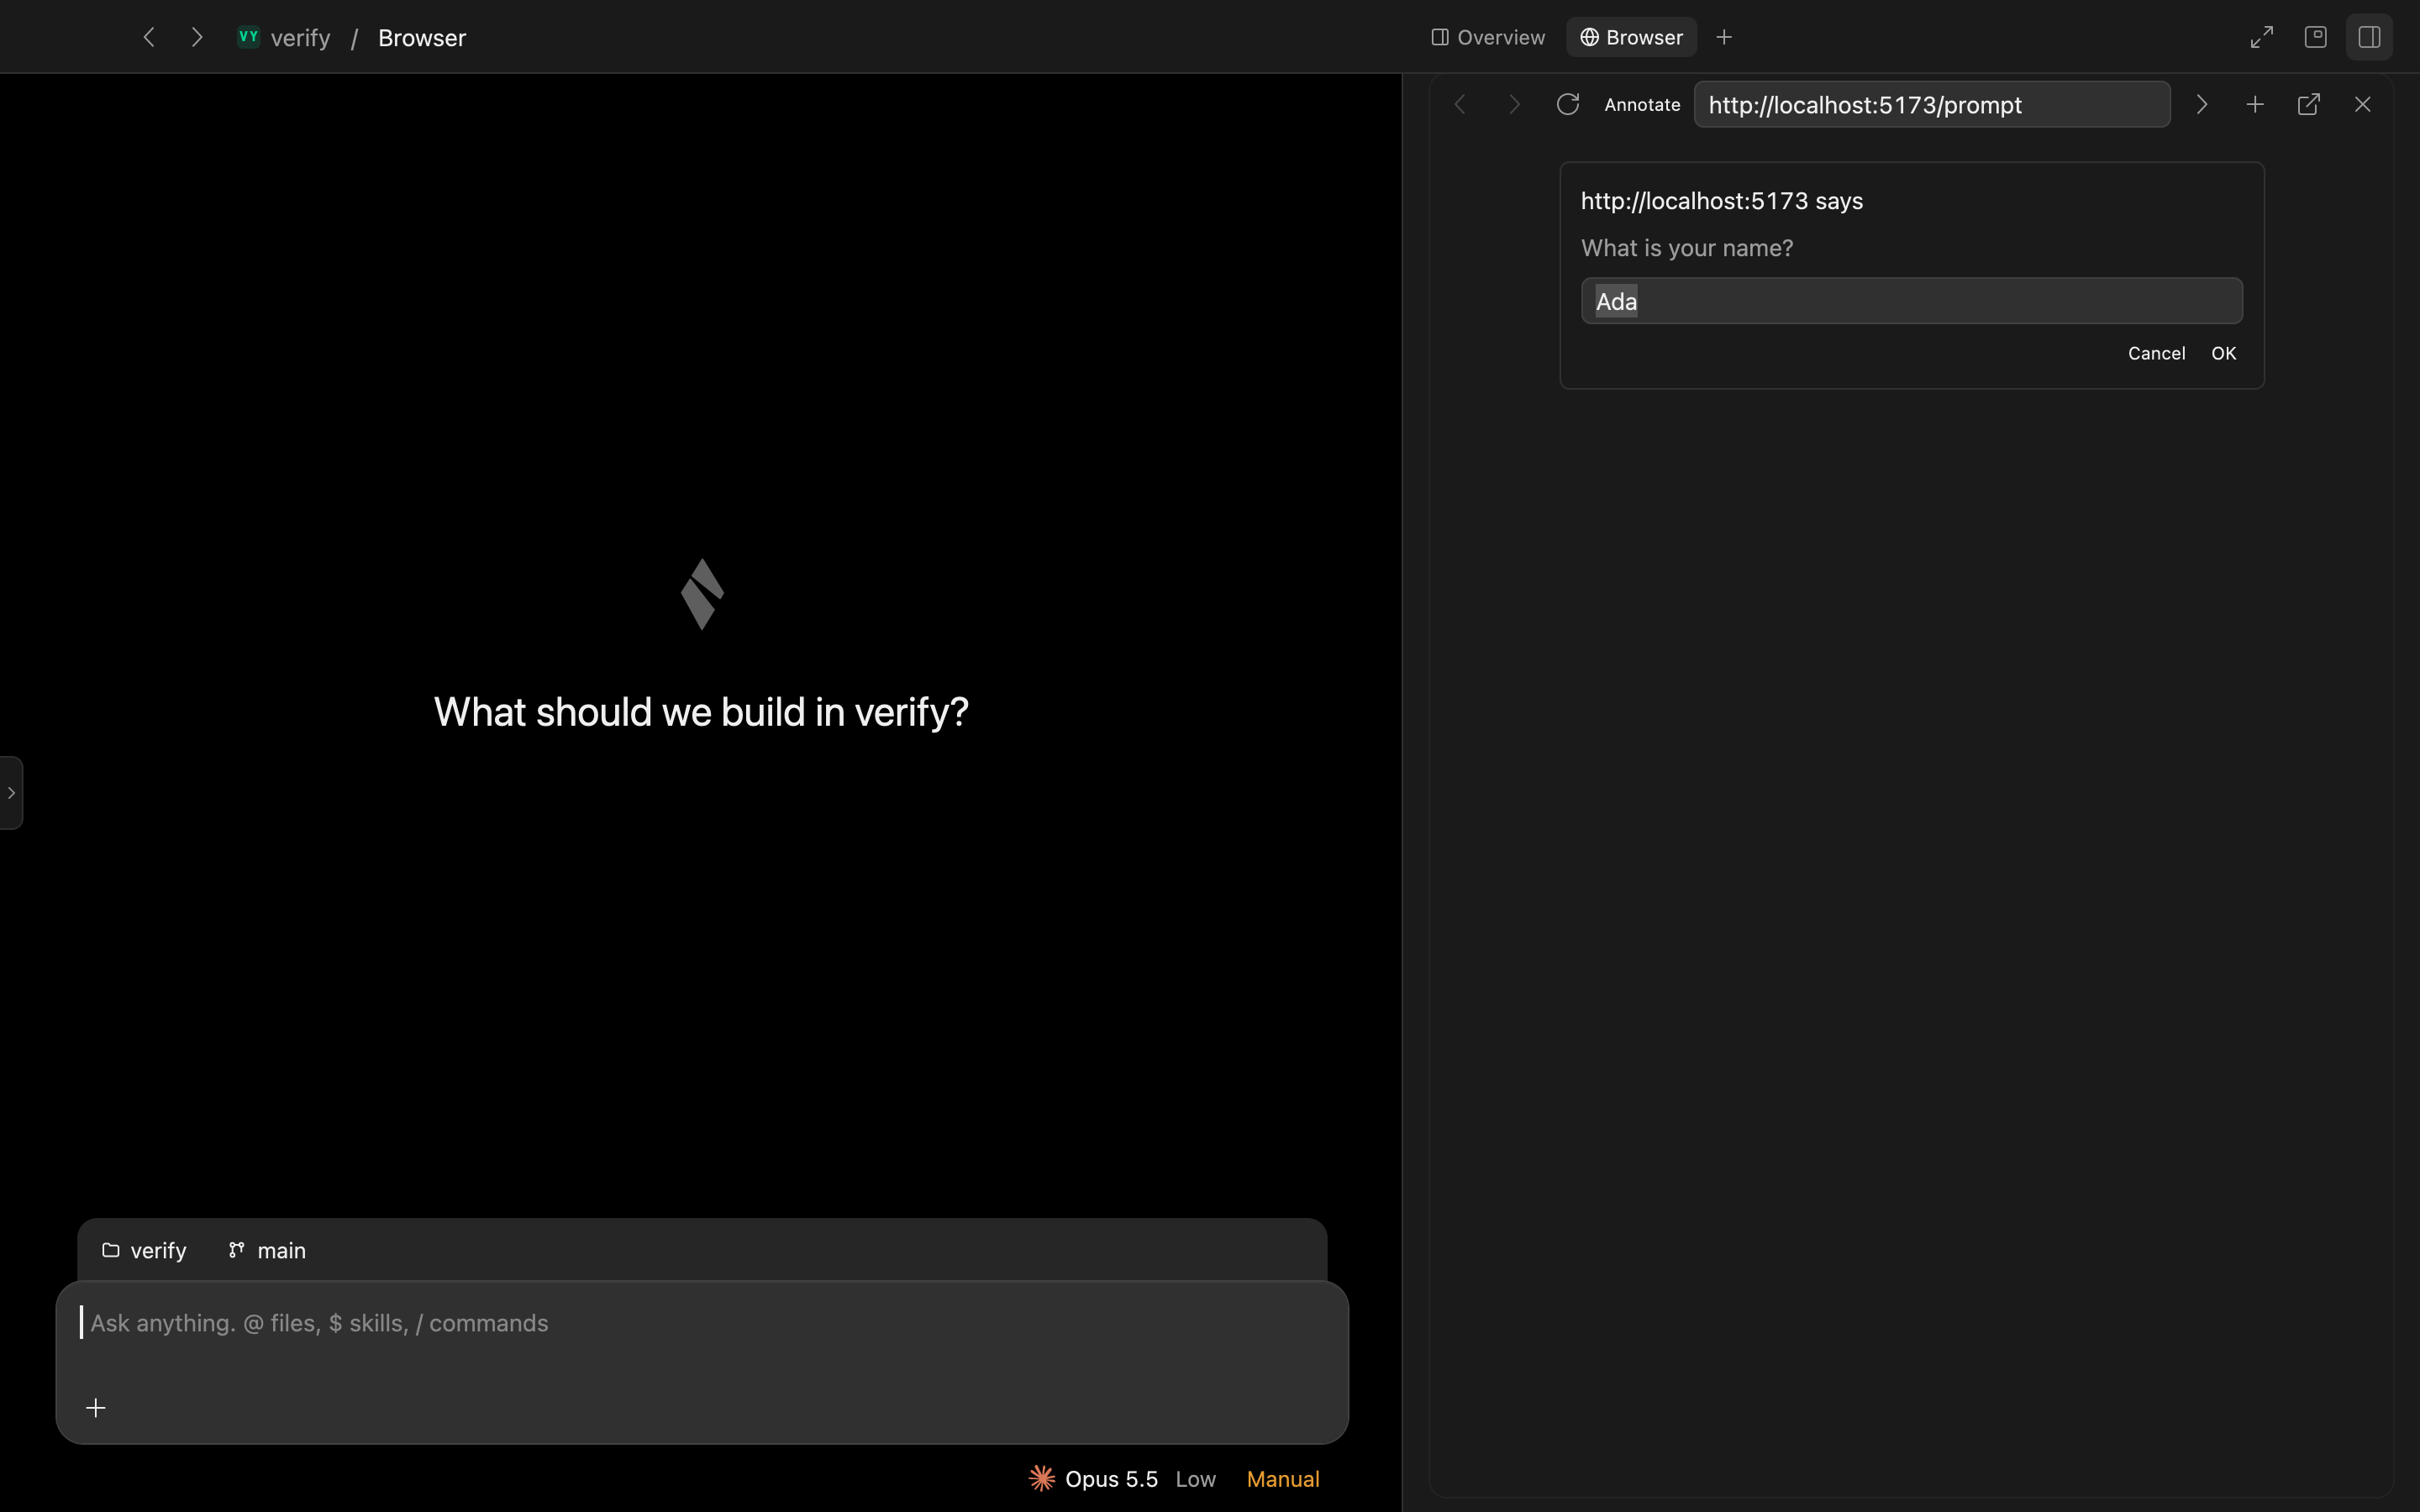 VY verify / Browser
Overview Browser
Annotate http://localhost:5173/prompt
http://localhost:5173 says
What is your name?
Ada
Cancel OK
What should we build in verify?
verify main
Ask anything. @ files, $ skills, / commands
Opus 5.5 Low Manual